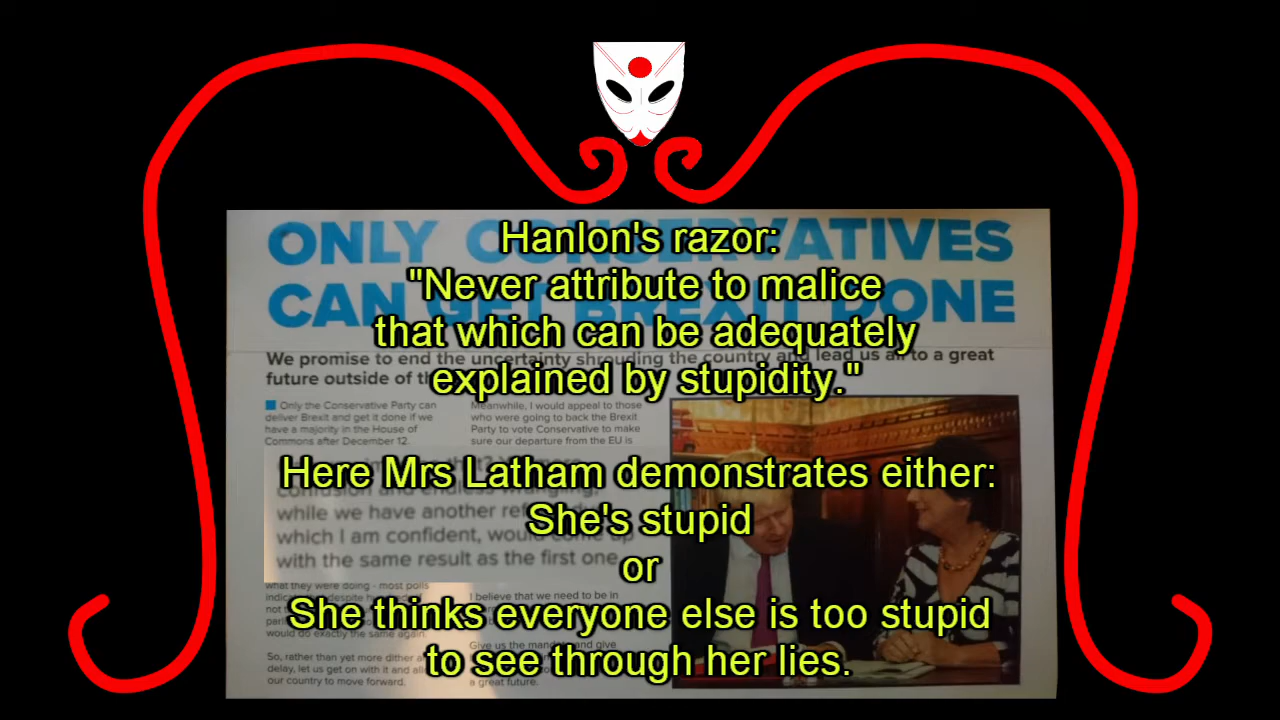 ONLY CONSERVATIVES
CAN GET BREXIT DONE
Hanlon's razor:
"Never attribute to malice
that which can be adequately
explained by stupidity."
Here Mrs Latham demonstrates either:
She's stupid
or
She thinks everyone else is too stupid
to see through her lies.
We promise to end the uncertainty shrouding the country and lead us all to a great
future outside of
Only the Conservative Party can
deliver Brexit and get it done if we
have a majority in the House of
Commons after December 12.
confusion and endless wrangling,
while we have another
which I am confident, would come up
with the same result as the first one
what they were doing - most polls
despite
would do exactly the same again.
So, rather than yet more dither
delay, let us get on with it and
our country to move forward.
Meanwhile, I would appeal to those
who were going to back the Brexit
Party to vote Conservative to make
sure our departure from the EU is
I believe that we need to be in
Give us the mandate and give
a great future.